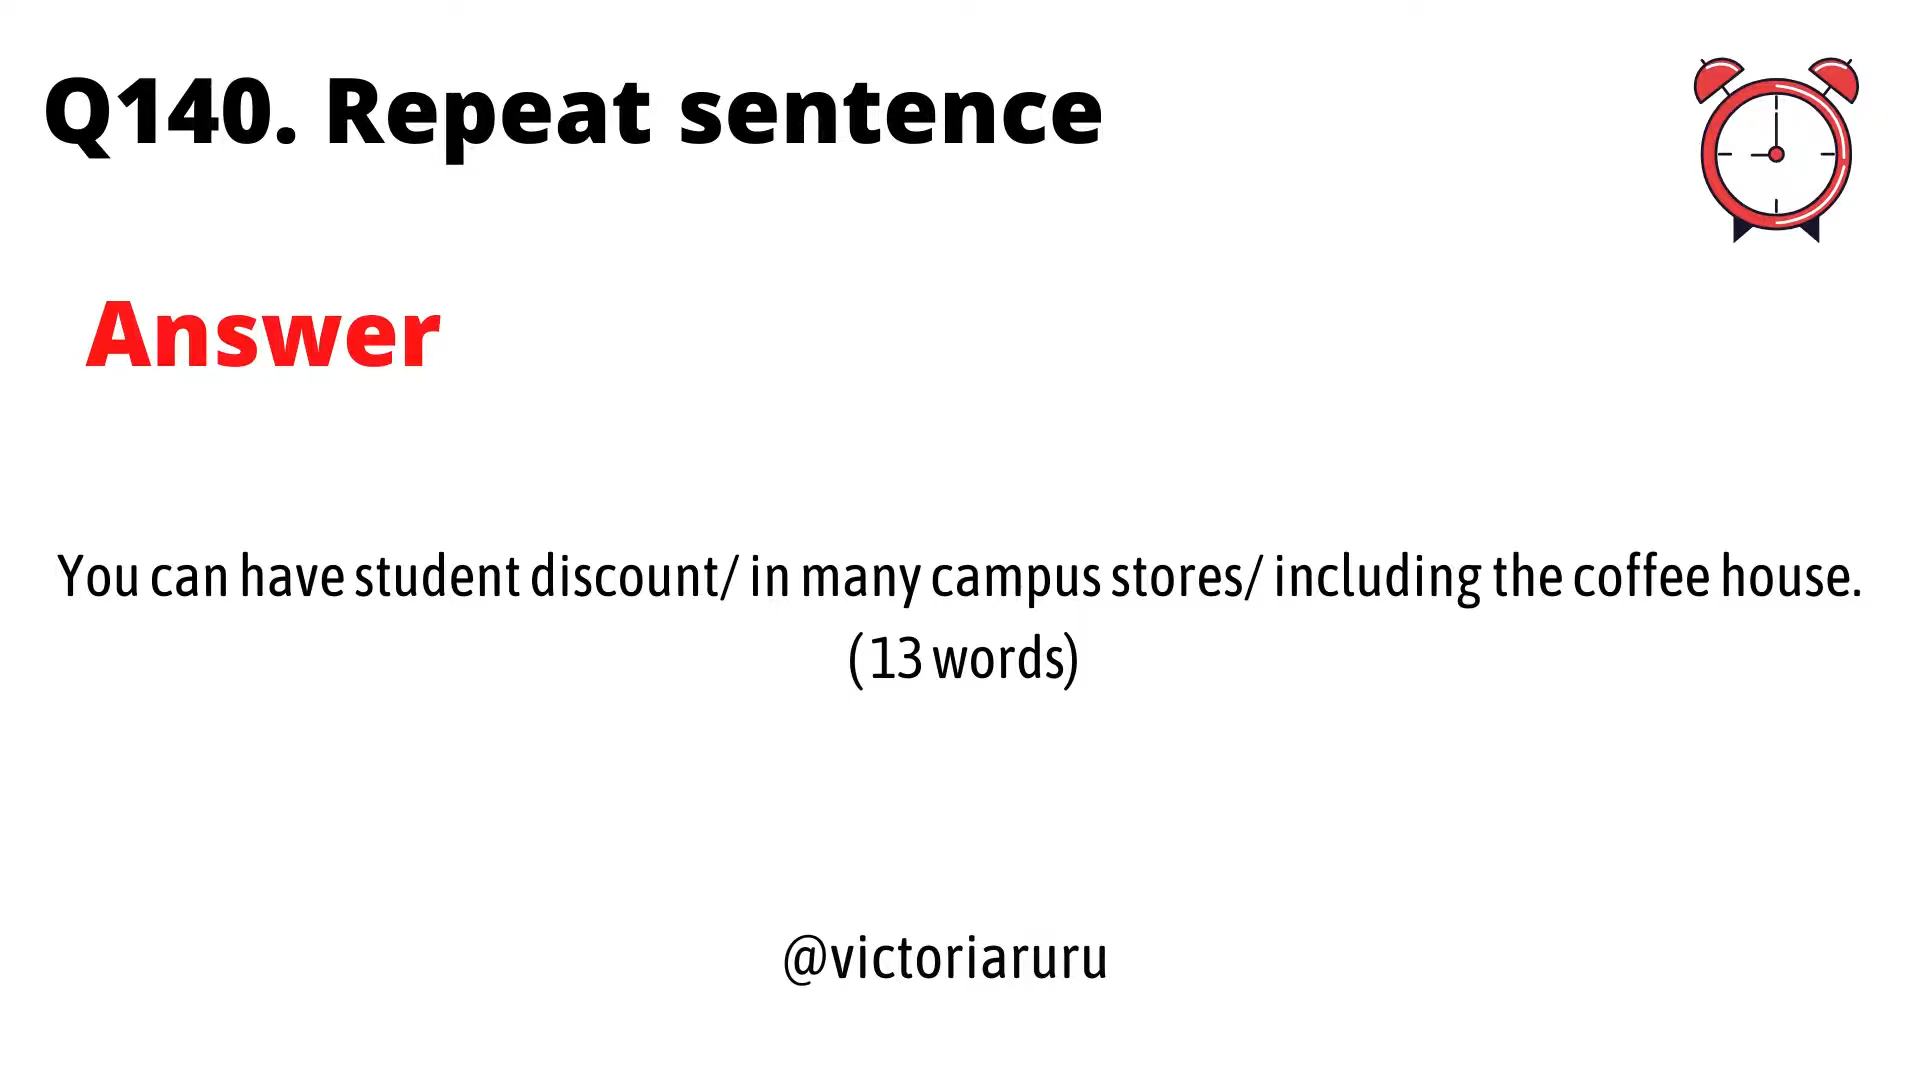 Q140. Repeat sentence
Answer
You can have student discount/ in many campus stores/ including the coffee house.
(13 words)
@victoriaruru